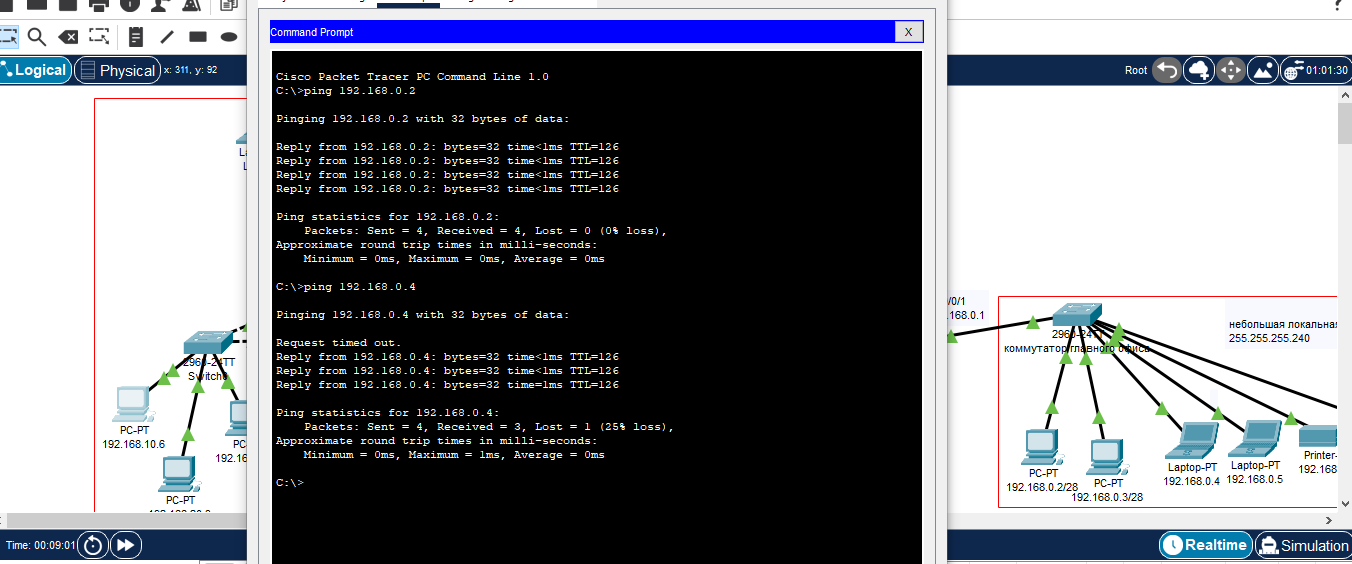 Command Prompt
X
Cisco Packet Tracer PC Command Line 1.0
C:\>ping 192.168.0.2
Pinging 192.168.0.2 with 32 bytes of data:
Reply from 192.168.0.2: bytes=32 time<1ms TTL=126
Reply from 192.168.0.2: bytes=32 time<1ms TTL=126
Reply from 192.168.0.2: bytes=32 time<1ms TTL=126
Reply from 192.168.0.2: bytes=32 time<1ms TTL=126
Ping statistics for 192.168.0.2:
Packets: Sent = 4, Received = 4, Lost = 0 (0% loss),
Approximate round trip times in milli-seconds:
Minimum = 0ms, Maximum = 0ms, Average = 0ms
C:\>ping 192.168.0.4
Pinging 192.168.0.4 with 32 bytes of data:
Request timed out.
Reply from 192.168.0.4: bytes=32 time<1ms TTL=126
Reply from 192.168.0.4: bytes=32 time<1ms TTL=126
Reply from 192.168.0.4: bytes=32 time=1ms TTL=126
Ping statistics for 192.168.0.4:
Packets: Sent = 4, Received = 3, Lost = 1 (25% loss),
Approximate round trip times in milli-seconds:
Minimum = 0ms, Maximum = 1ms, Average = 0ms
C:\>
Logical
Physical
x: 311, y: 92
Root
01:01:30
2960-24TT
PC-PT
192.168.10.6
PC-PT
/0/1
.168.0.1
2960-24TT
коммутатор главного офиса
небольшая локальная
255.255.255.240
PC-PT
192.168.0.2/28
PC-PT
192.168.0.3/28
Laptop-PT
192.168.0.4
Laptop-PT
192.168.0.5
Printer-
192.168
Time: 00:09:01
Realtime
Simulation